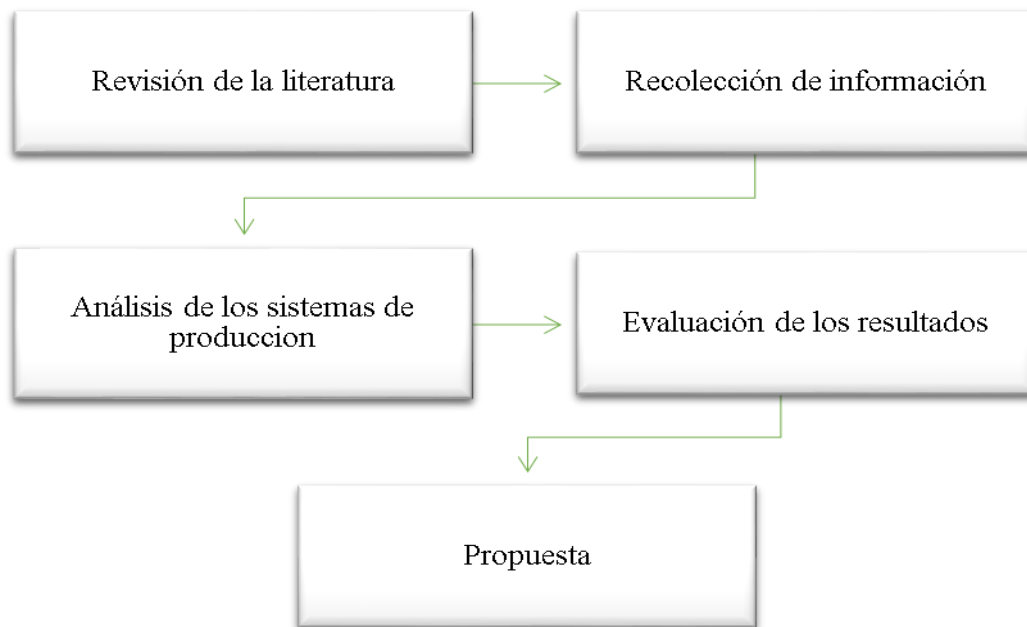 Revisión de la literatura
Recolección de información
Análisis de los sistemas de
produccion
Evaluación de los resultados
Propuesta